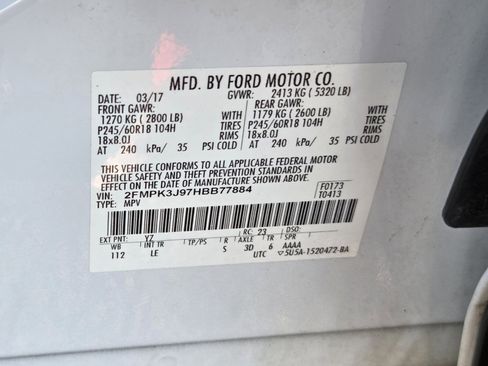 MFD. BY FORD MOTOR CO.
DATE: 03/17 GVWR: 2413 KG ( 5320 LB)
FRONT GAWR: REAR GAWR:
1270 KG ( 2800 LB) WITH 1179 KG ( 2600 LB) WITH
P245/60R18 104H TIRES P245/60R18 104H TIRES
18x8.0J RIMS 18x8.0J RIMS
AT 240 kPa/ 35 PSI COLD AT 240 kPa/ 35 PSI COLD
THIS VEHICLE CONFORMS TO ALL APPLICABLE FEDERAL MOTOR
VEHICLE SAFETY AND THEFT PREVENTION STANDARDS IN
EFFECT ON THE DATE OF MANUFACTURE SHOWN ABOVE.
VIN: 2FMPK3J97HBB77884 F0173
TYPE: MPV T0413
EXT PNT: YZ RC: 23 DSO:
WB INT TR TP/PS R AXLE TR SPR
112 LE S 3D 6 AAAA
UTC ▽5U5A-1520472-BA